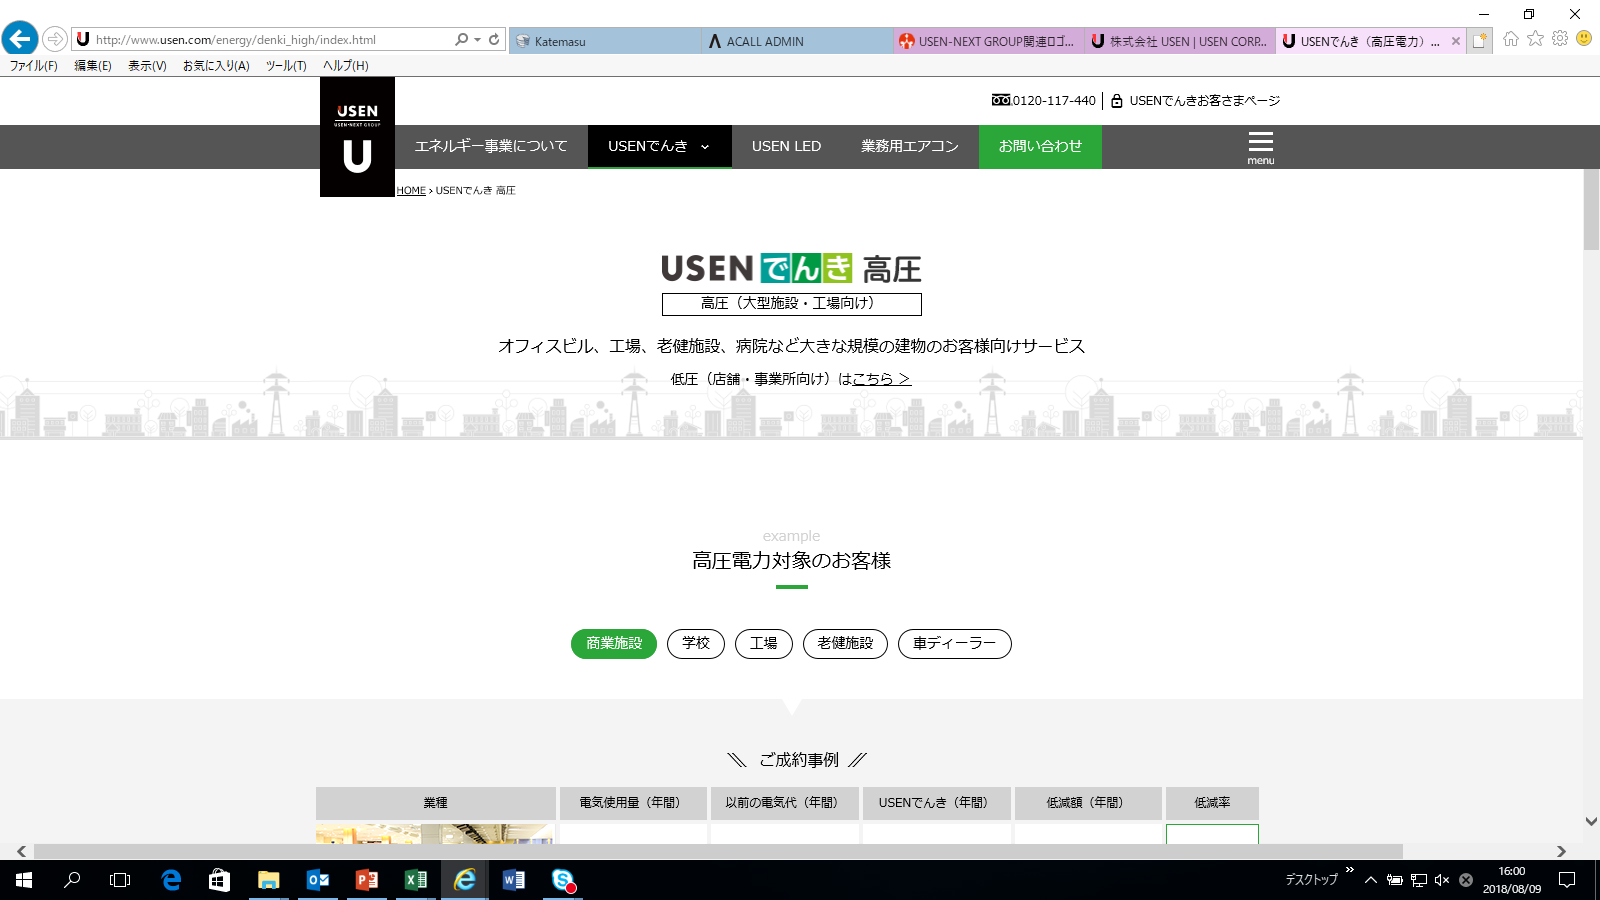 http://www.usen.com/energy/denki_high/index.html
Katemasu
ACALL ADMIN
USEN-NEXT GROUP関連ロゴ...
株式会社 USEN | USEN CORP...
USENでんき（高圧電力）...
ファイル(F) 編集(E) 表示(V) お気に入り(A) ツール(T) ヘルプ(H)
0120-117-440 USENでんきお客さまページ
USEN
USEN-NEXT GROUP
U
エネルギー事業について USENでんき USEN LED 業務用エアコン お問い合わせ menu
HOME › USENでんき 高圧
USENでんき 高圧
高圧（大型施設・工場向け）
オフィスビル、工場、老健施設、病院など大きな規模の建物のお客様向けサービス
低圧（店舗・事業所向け）はこちら ＞
example
高圧電力対象のお客様
商業施設 学校 工場 老健施設 車ディーラー
ご成約事例
業種 電気使用量（年間） 以前の電気代（年間） USENでんき（年間） 低減額（年間） 低減率
デスクトップ
16:00
2018/08/09